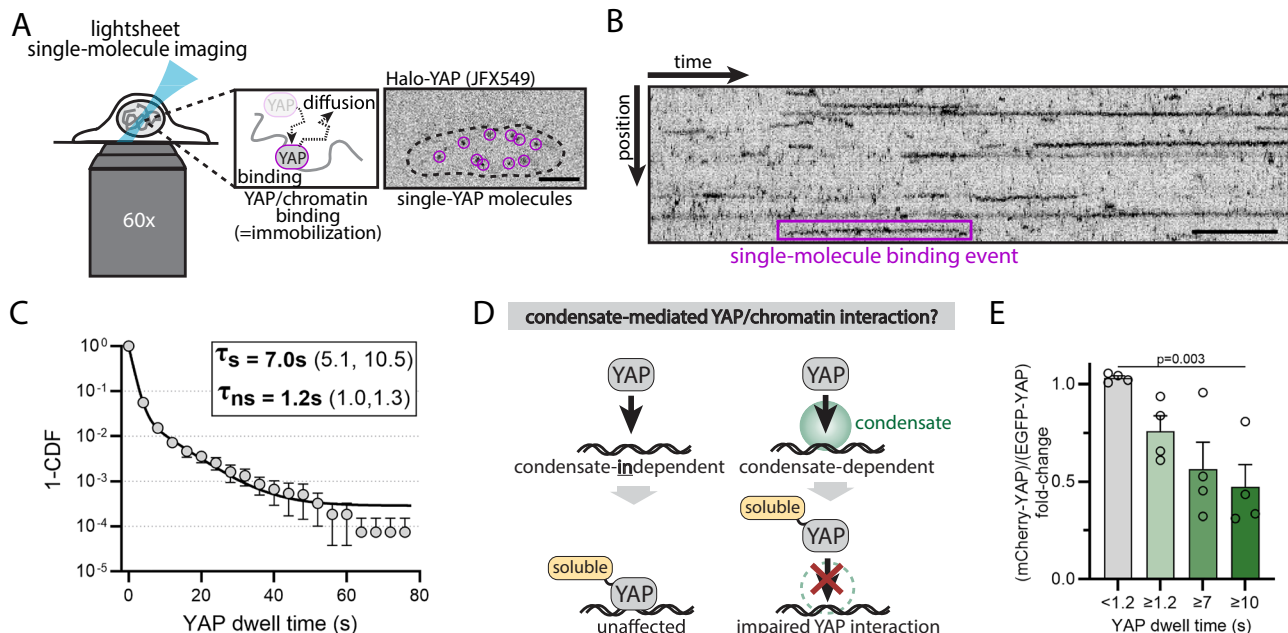 A
lightsheet
single-molecule imaging
60x
YAP
diffusion
YAP
binding
YAP/chromatin
binding
(=immobilization)
Halo-YAP (JFX549)
single-YAP molecules
B
time
position
single-molecule binding event
C
1-CDF
10⁰
10⁻¹
10⁻²
10⁻³
10⁻⁴
10⁻⁵
τs = 7.0s (5.1, 10.5)
τns = 1.2s (1.0,1.3)
0
20
40
60
80
YAP dwell time (s)
D
condensate-mediated YAP/chromatin interaction?
YAP
condensate-independent
soluble
YAP
unaffected
YAP
condensate
condensate-dependent
soluble
YAP
impaired YAP interaction
E
(mCherry-YAP)/(EGFP-YAP)
fold-change
p=0.003
1.0
0.5
0.0
<1.2
≥1.2
≥7
≥10
YAP dwell time (s)